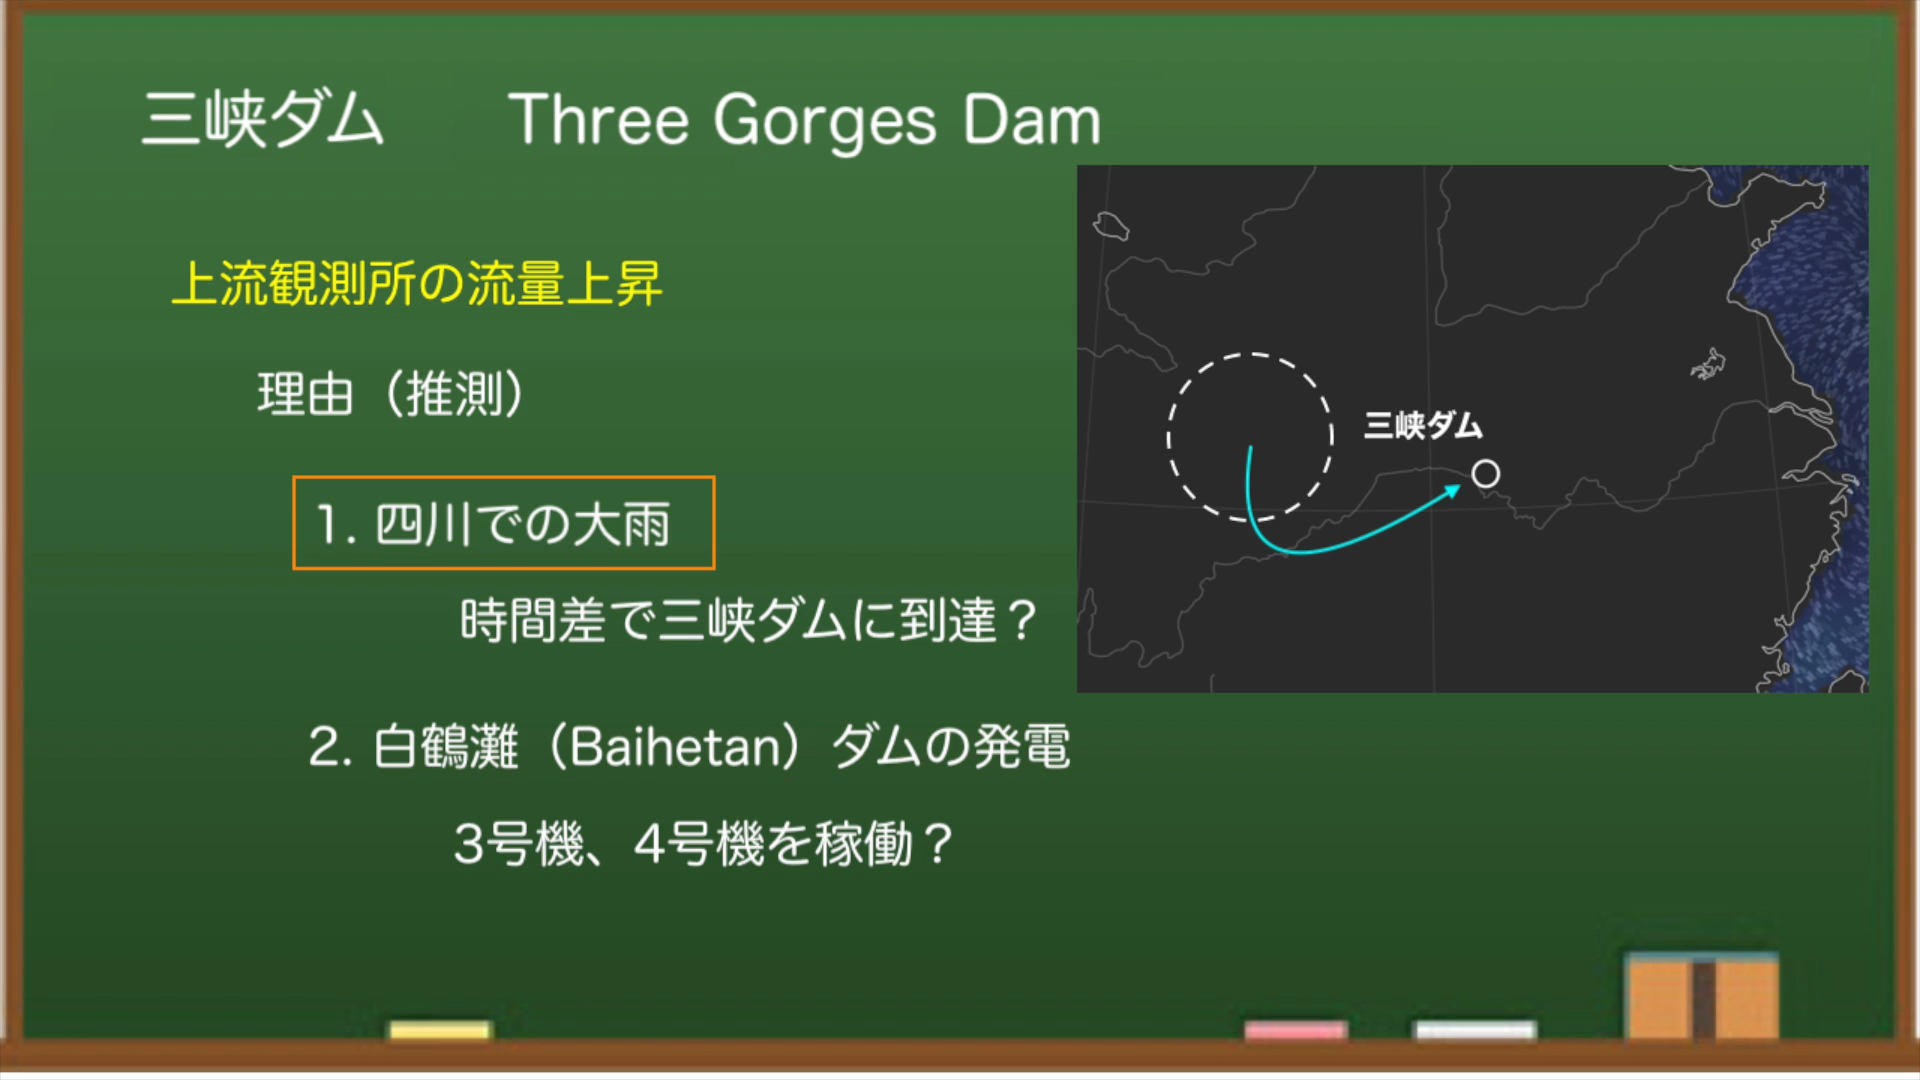 三峡ダム Three Gorges Dam
上流観測所の流量上昇
理由（推測）
1. 四川での大雨
時間差で三峡ダムに到達？
2. 白鶴灘（Baihetan）ダムの発電
3号機、4号機を稼働？
三峡ダム